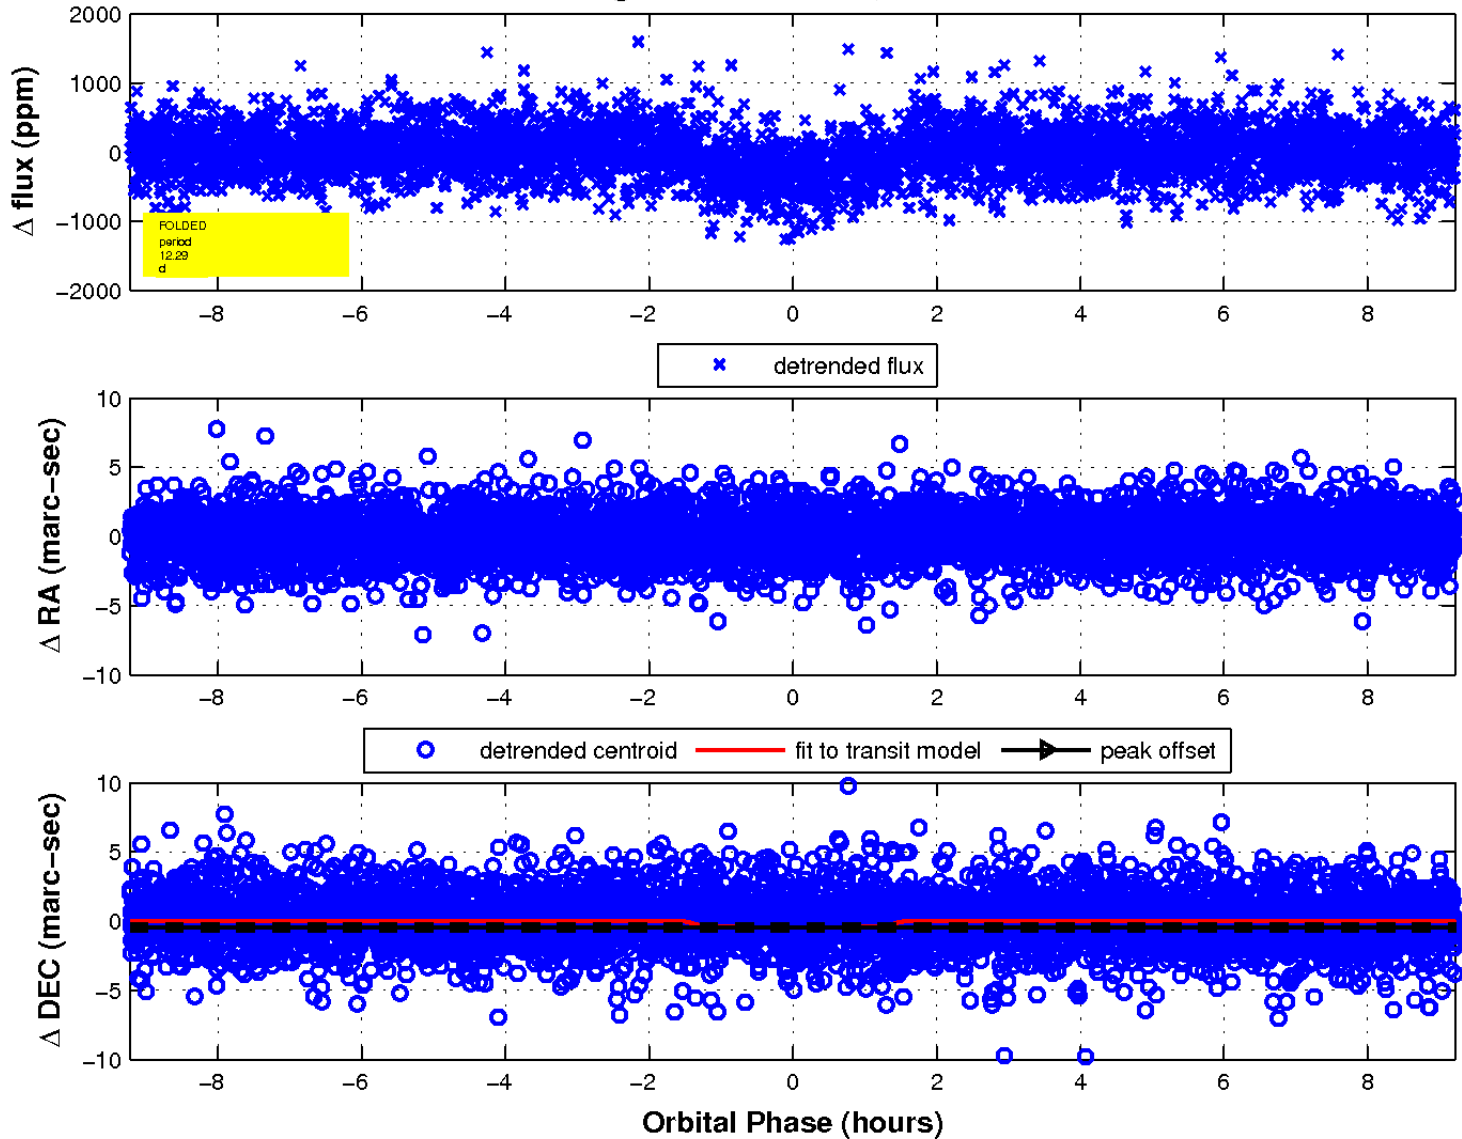 2000
1000
0
−1000
−2000
Δ flux (ppm)
FOLDED
period
12.29
d
−8 −6 −4 −2 0 2 4 6 8
detrended flux
10
5
0
−5
−10
Δ RA (marc−sec)
−8 −6 −4 −2 0 2 4 6 8
detrended centroid fit to transit model peak offset
10
5
0
−5
−10
Δ DEC (marc−sec)
−8 −6 −4 −2 0 2 4 6 8
Orbital Phase (hours)